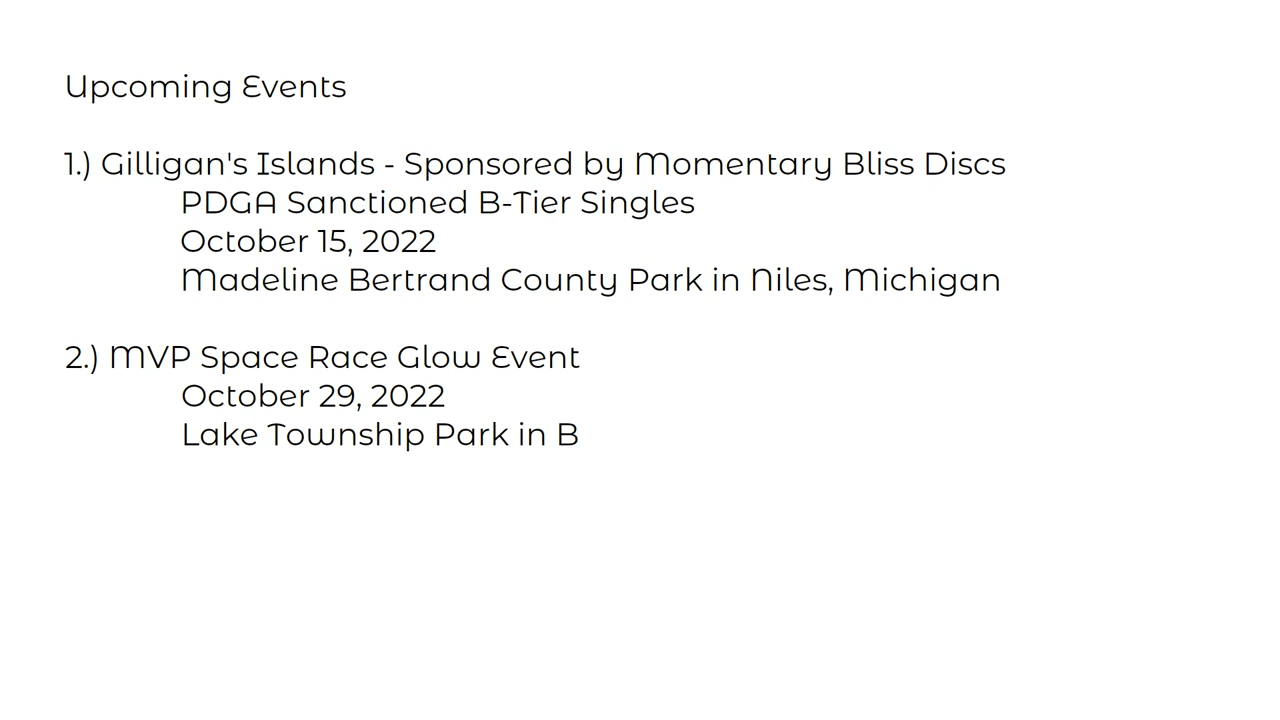 Upcoming Events
1.) Gilligan's Islands - Sponsored by Momentary Bliss Discs
PDGA Sanctioned B-Tier Singles
October 15, 2022
Madeline Bertrand County Park in Niles, Michigan
2.) MVP Space Race Glow Event
October 29, 2022
Lake Township Park in B